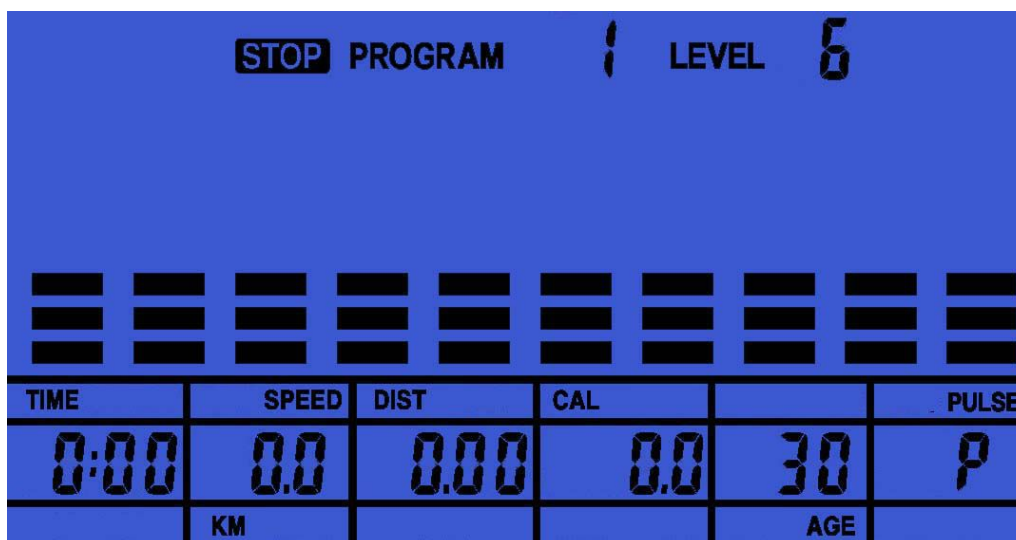 STOP PROGRAM 1 LEVEL 6
TIME SPEED DIST CAL PULSE
0:00 0.0 0.00 0.0 30 P
KM AGE